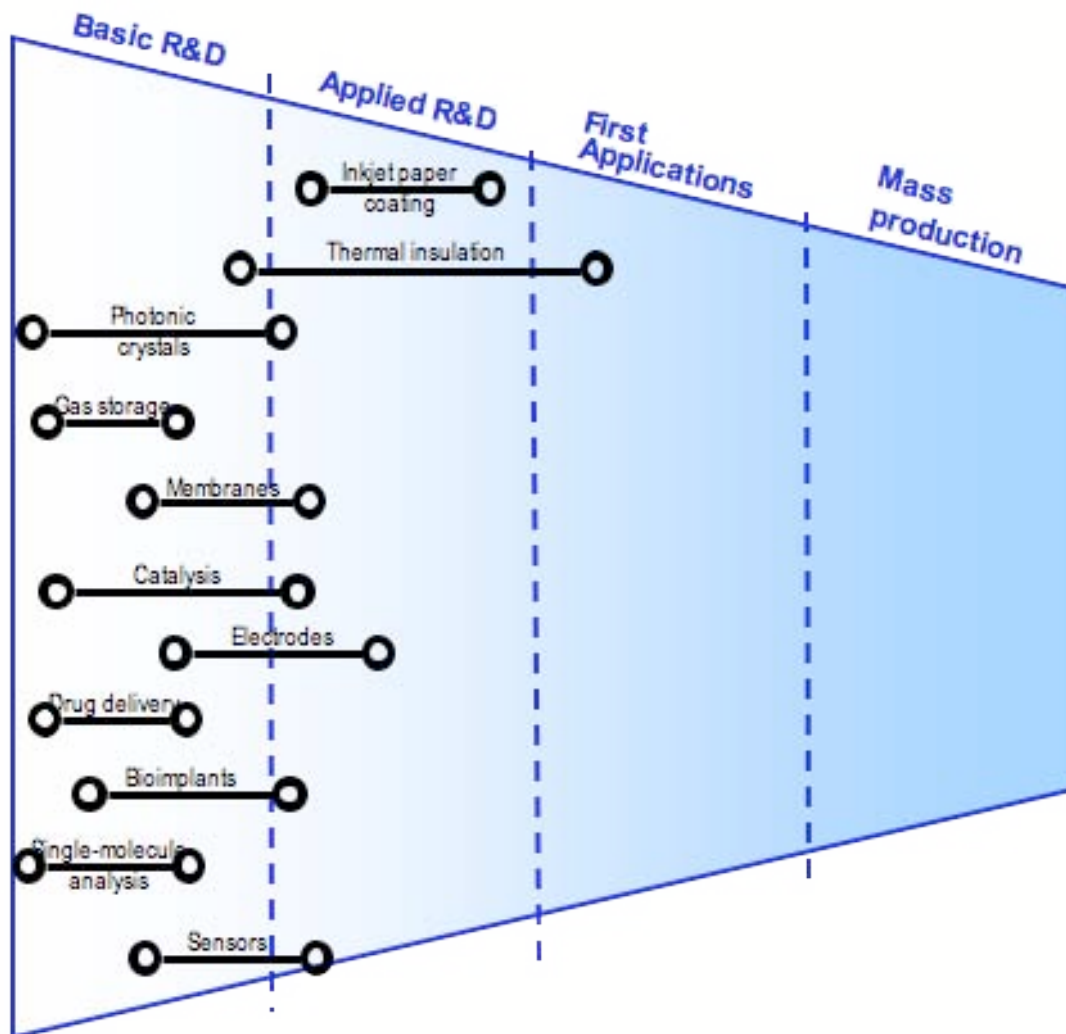 Basic R&D
Applied R&D
First
Applications
Mass
production
Inkjet paper
coating
Thermal insulation
Photonic
crystals
Gas storage
Membranes
Catalysis
Electrodes
Drug delivery
Bioimplants
Single-molecule
analysis
Sensors